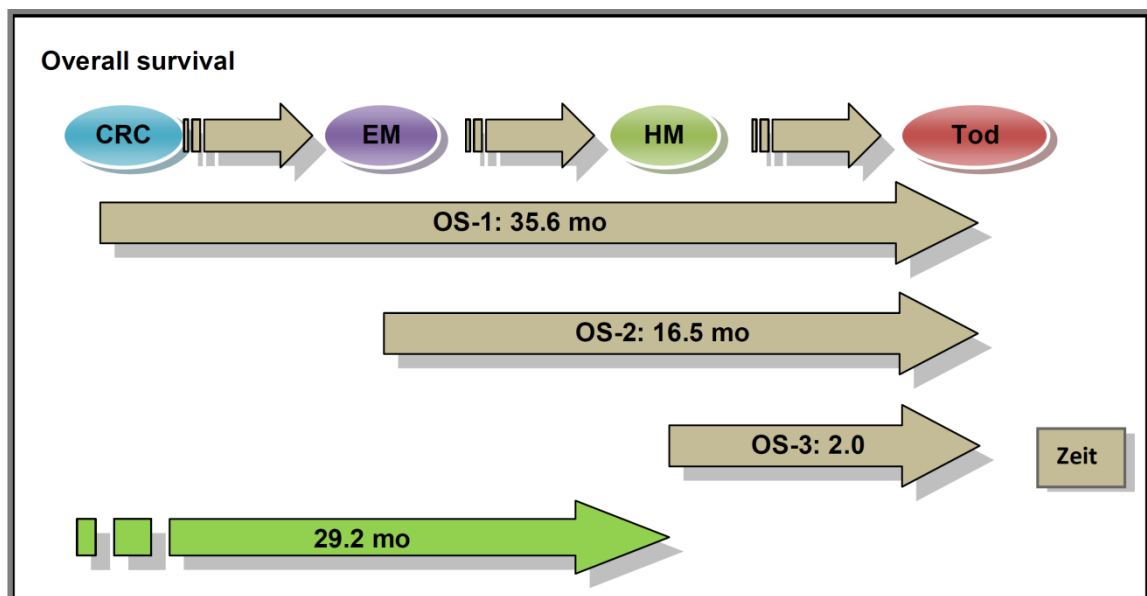 Overall survival
CRC
EM
HM
Tod
OS-1: 35.6 mo
OS-2: 16.5 mo
OS-3: 2.0
Zeit
29.2 mo